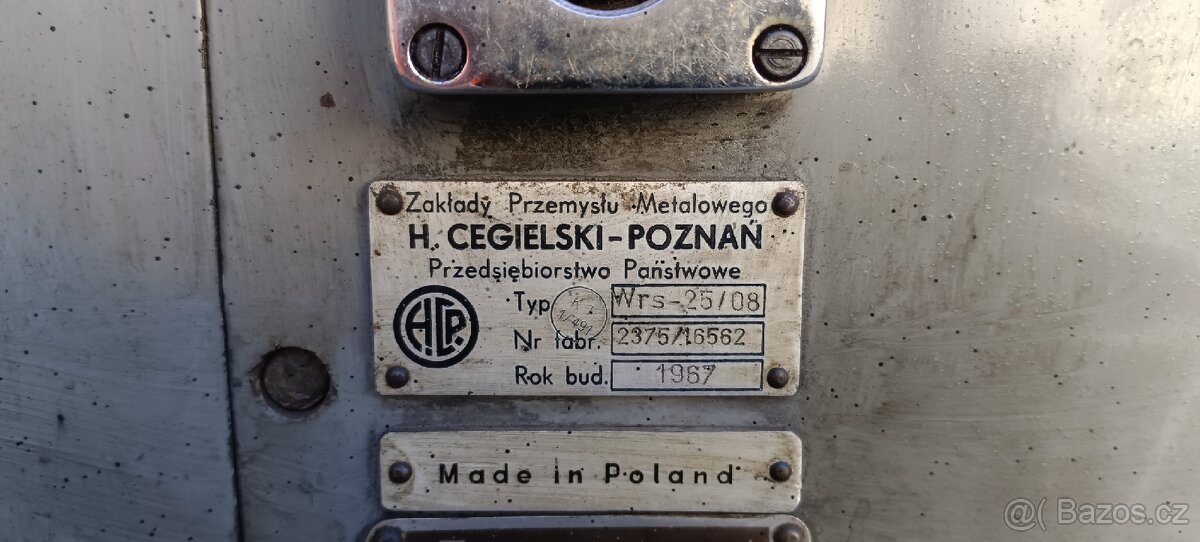 Zakłady Przemysłu Metalowego
H. CEGIELSKI-POZNAŃ
Przedsiębiorstwo Państwowe
HCP.
Typ Wrs-25/08
Nr fabr. 2375/16562
Rok bud. 1967
Made in Poland
@( Bazos.cz